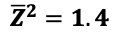 Z̅² = 1.4